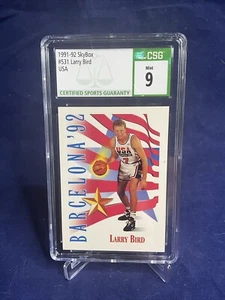 1991-92 SkyBox
#531 Larry Bird
USA
CERTIFIED SPORTS GUARANTY
CSG
Mint
9
BARCELONA '92
USA
LARRY BIRD